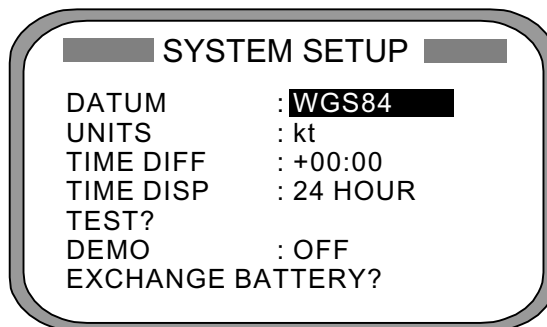 SYSTEM SETUP
DATUM : WGS84
UNITS : kt
TIME DIFF : +00:00
TIME DISP : 24 HOUR
TEST?
DEMO : OFF
EXCHANGE BATTERY?